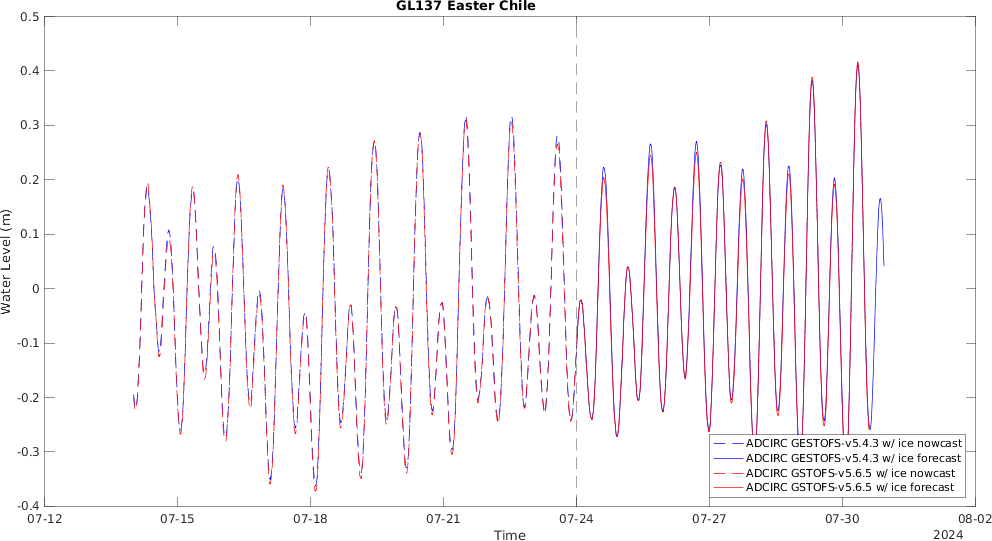 GL137 Easter Chile
0.5
0.4
0.3
0.2
0.1
0
-0.1
-0.2
-0.3
-0.4
Water Level (m)
07-12 07-15 07-18 07-21 07-24 07-27 07-30 08-02
Time
2024
ADCIRC GESTOFS-v5.4.3 w/ ice nowcast
ADCIRC GESTOFS-v5.4.3 w/ ice forecast
ADCIRC GSTOFS-v5.6.5 w/ ice nowcast
ADCIRC GSTOFS-v5.6.5 w/ ice forecast